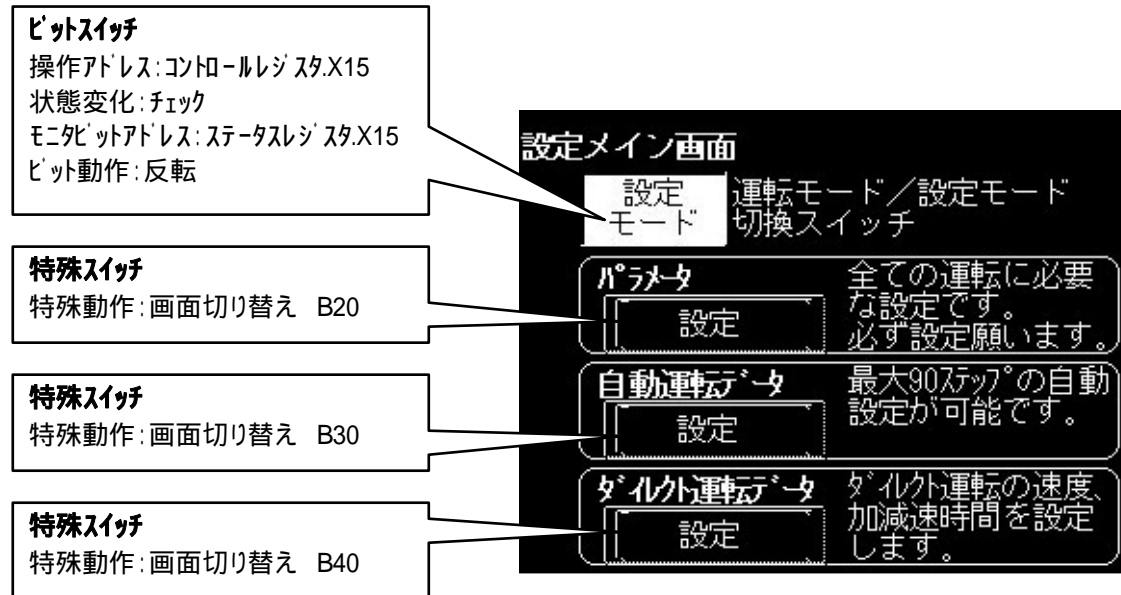 ﾋﾞｯﾄｽｲｯﾁ
操作ｱﾄﾞﾚｽ:ｺﾝﾄﾛｰﾙﾚｼﾞｽﾀ.X15
状態変化:ﾁｪｯｸ
ﾓﾆﾀﾋﾞｯﾄｱﾄﾞﾚｽ:ｽﾃｰﾀｽﾚｼﾞｽﾀ.X15
ﾋﾞｯﾄ動作:反転
特殊ｽｲｯﾁ
特殊動作:画面切り替え B20
特殊ｽｲｯﾁ
特殊動作:画面切り替え B30
特殊ｽｲｯﾁ
特殊動作:画面切り替え B40
設定メイン画面
設定
モード
運転モード／設定モード
切換スイッチ
ﾊﾟﾗﾒｰﾀ
設定
全ての運転に必要
な設定です。
必ず設定願います。
自動運転ﾃﾞｰﾀ
設定
最大90ｽﾃｯﾌﾟの自動
設定が可能です。
ﾀﾞｲﾚｸﾄ運転ﾃﾞｰﾀ
設定
ﾀﾞｲﾚｸﾄ運転の速度、
加減速時間を設定
します。